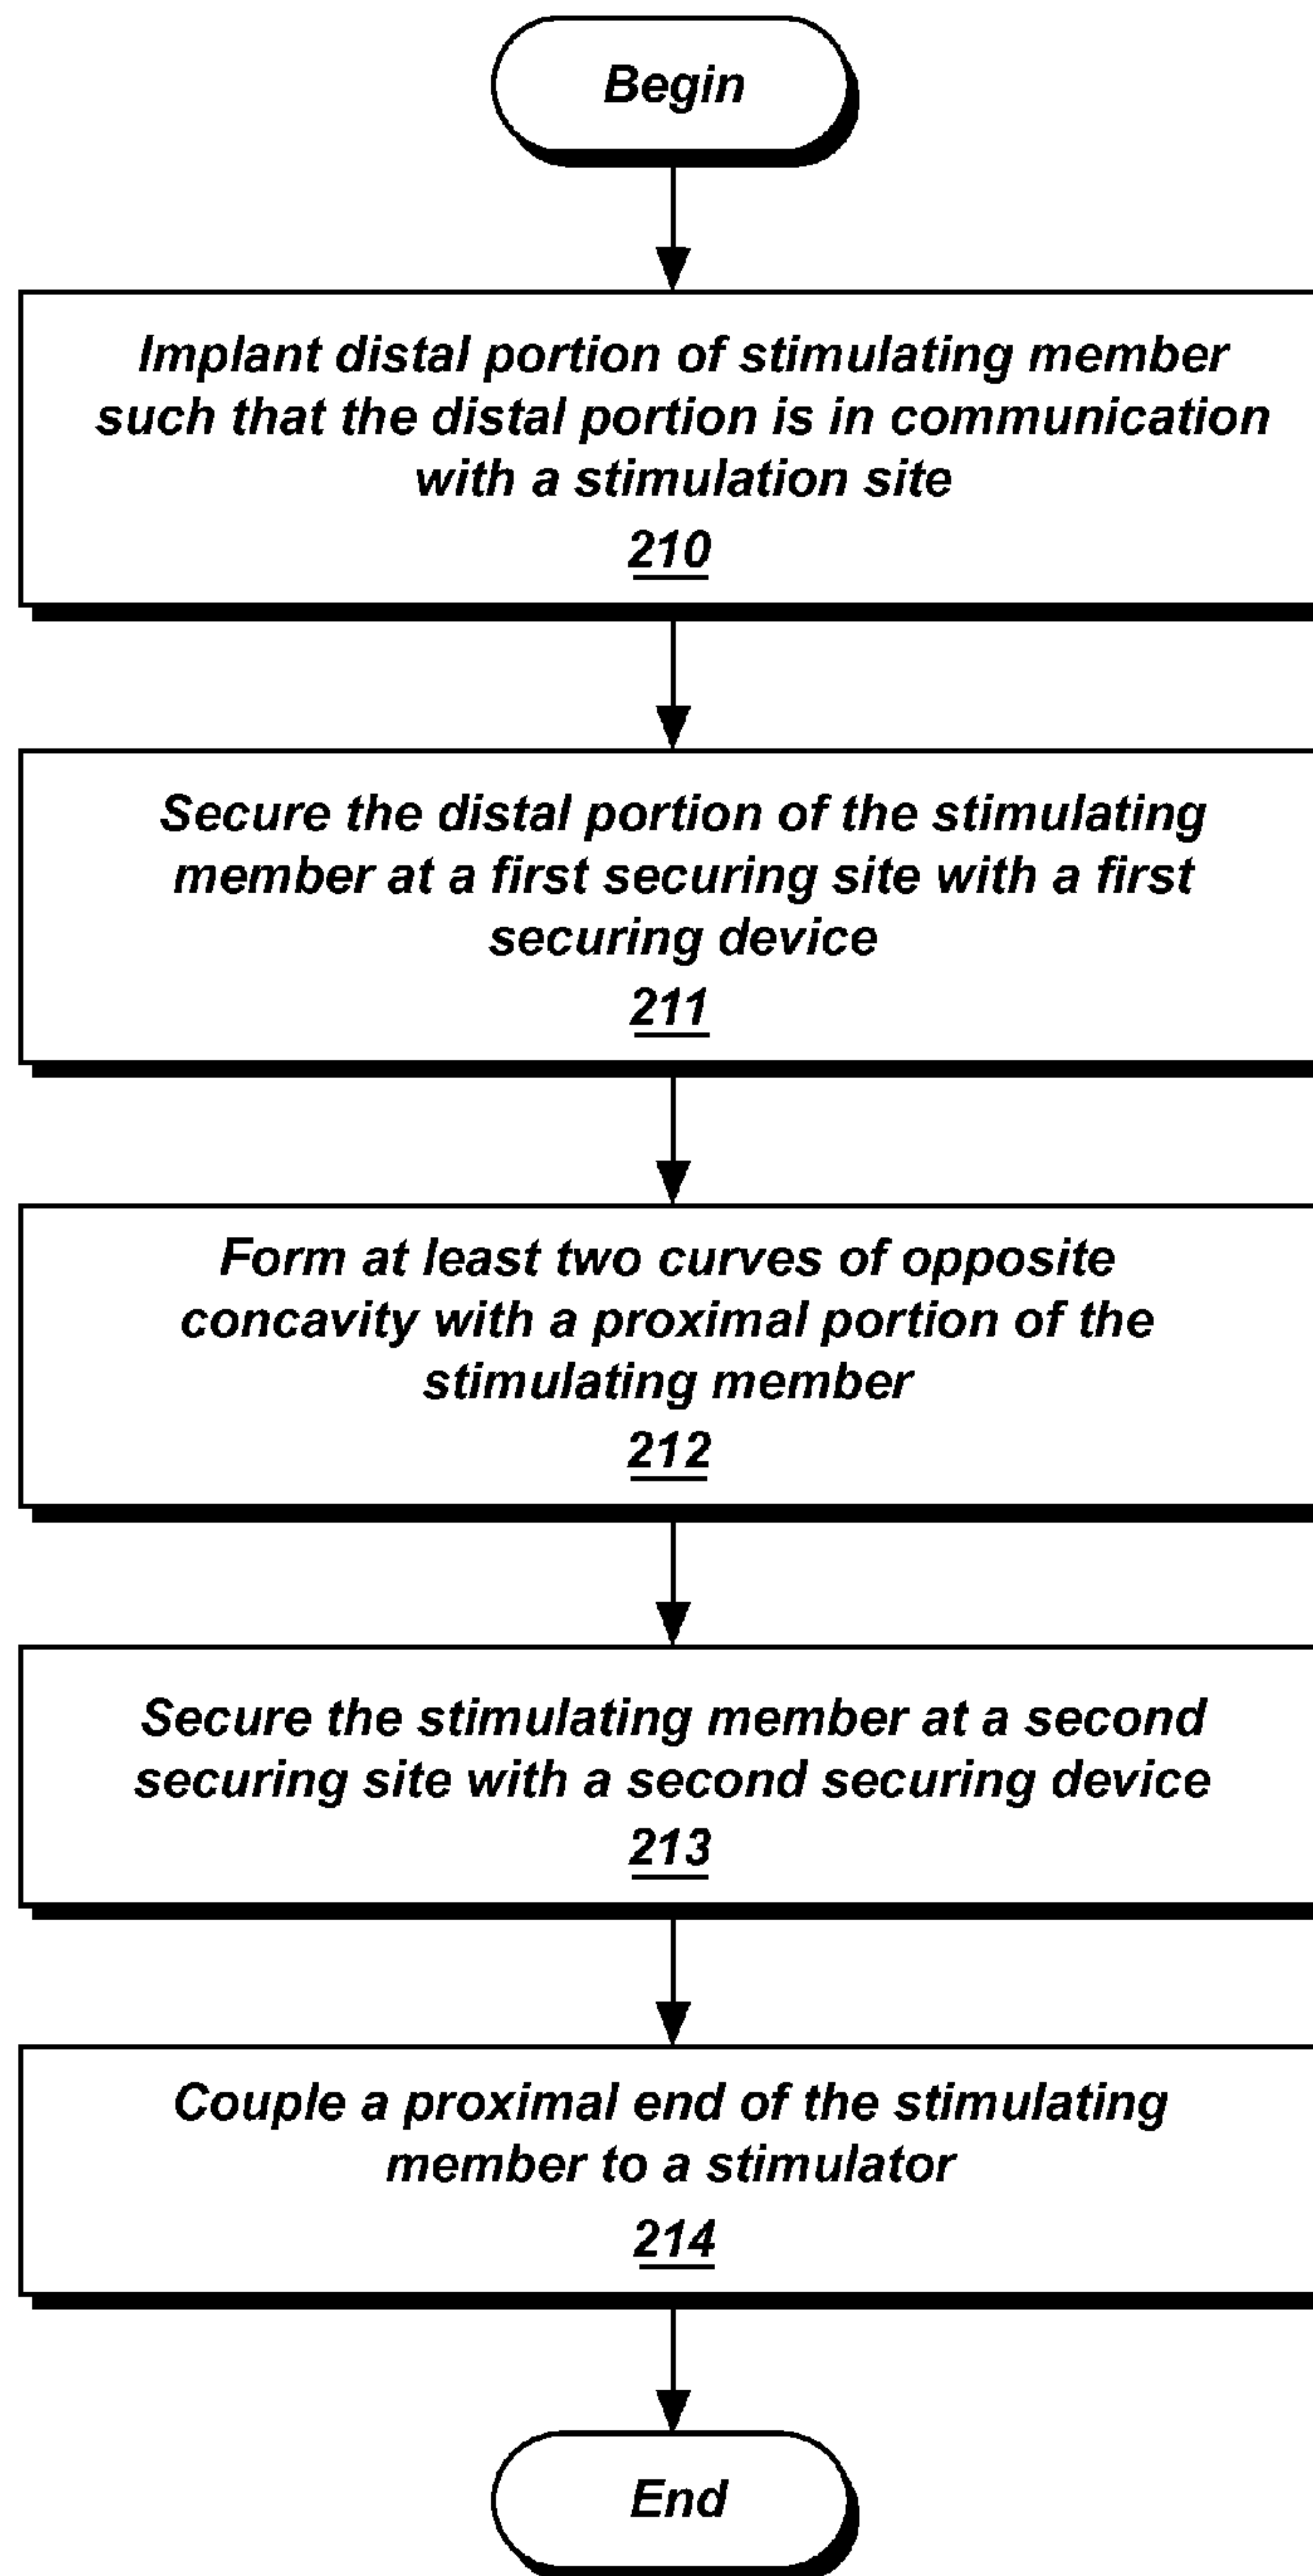 Begin
Implant distal portion of stimulating member
such that the distal portion is in communication
with a stimulation site
210
Secure the distal portion of the stimulating
member at a first securing site with a first
securing device
211
Form at least two curves of opposite
concavity with a proximal portion of the
stimulating member
212
Secure the stimulating member at a second
securing site with a second securing device
213
Couple a proximal end of the stimulating
member to a stimulator
214
End